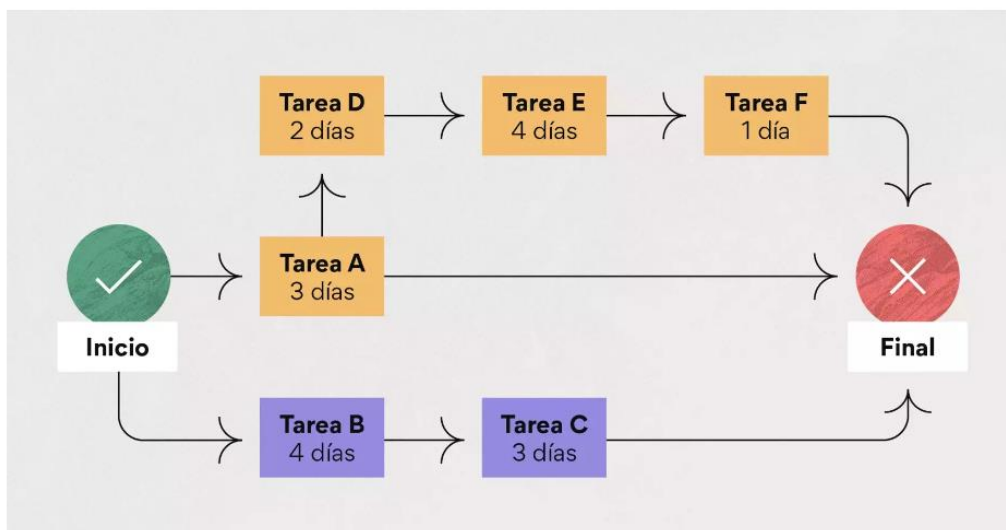 Tarea D
2 días
Tarea E
4 días
Tarea F
1 día
Tarea A
3 días
Inicio
Final
Tarea B
4 días
Tarea C
3 días